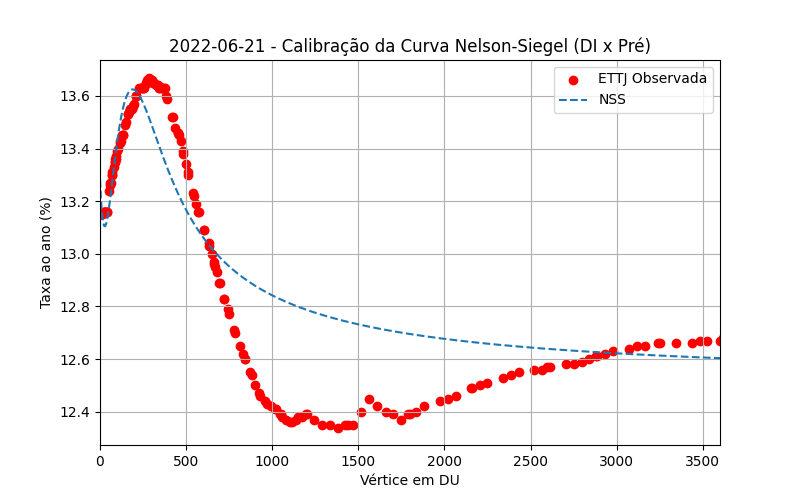 2022-06-21 - Calibração da Curva Nelson-Siegel (DI x Pré)
ETTJ Observada
NSS
Taxa ao ano (%)
13.6
13.4
13.2
13.0
12.8
12.6
12.4
0 500 1000 1500 2000 2500 3000 3500
Vértice em DU